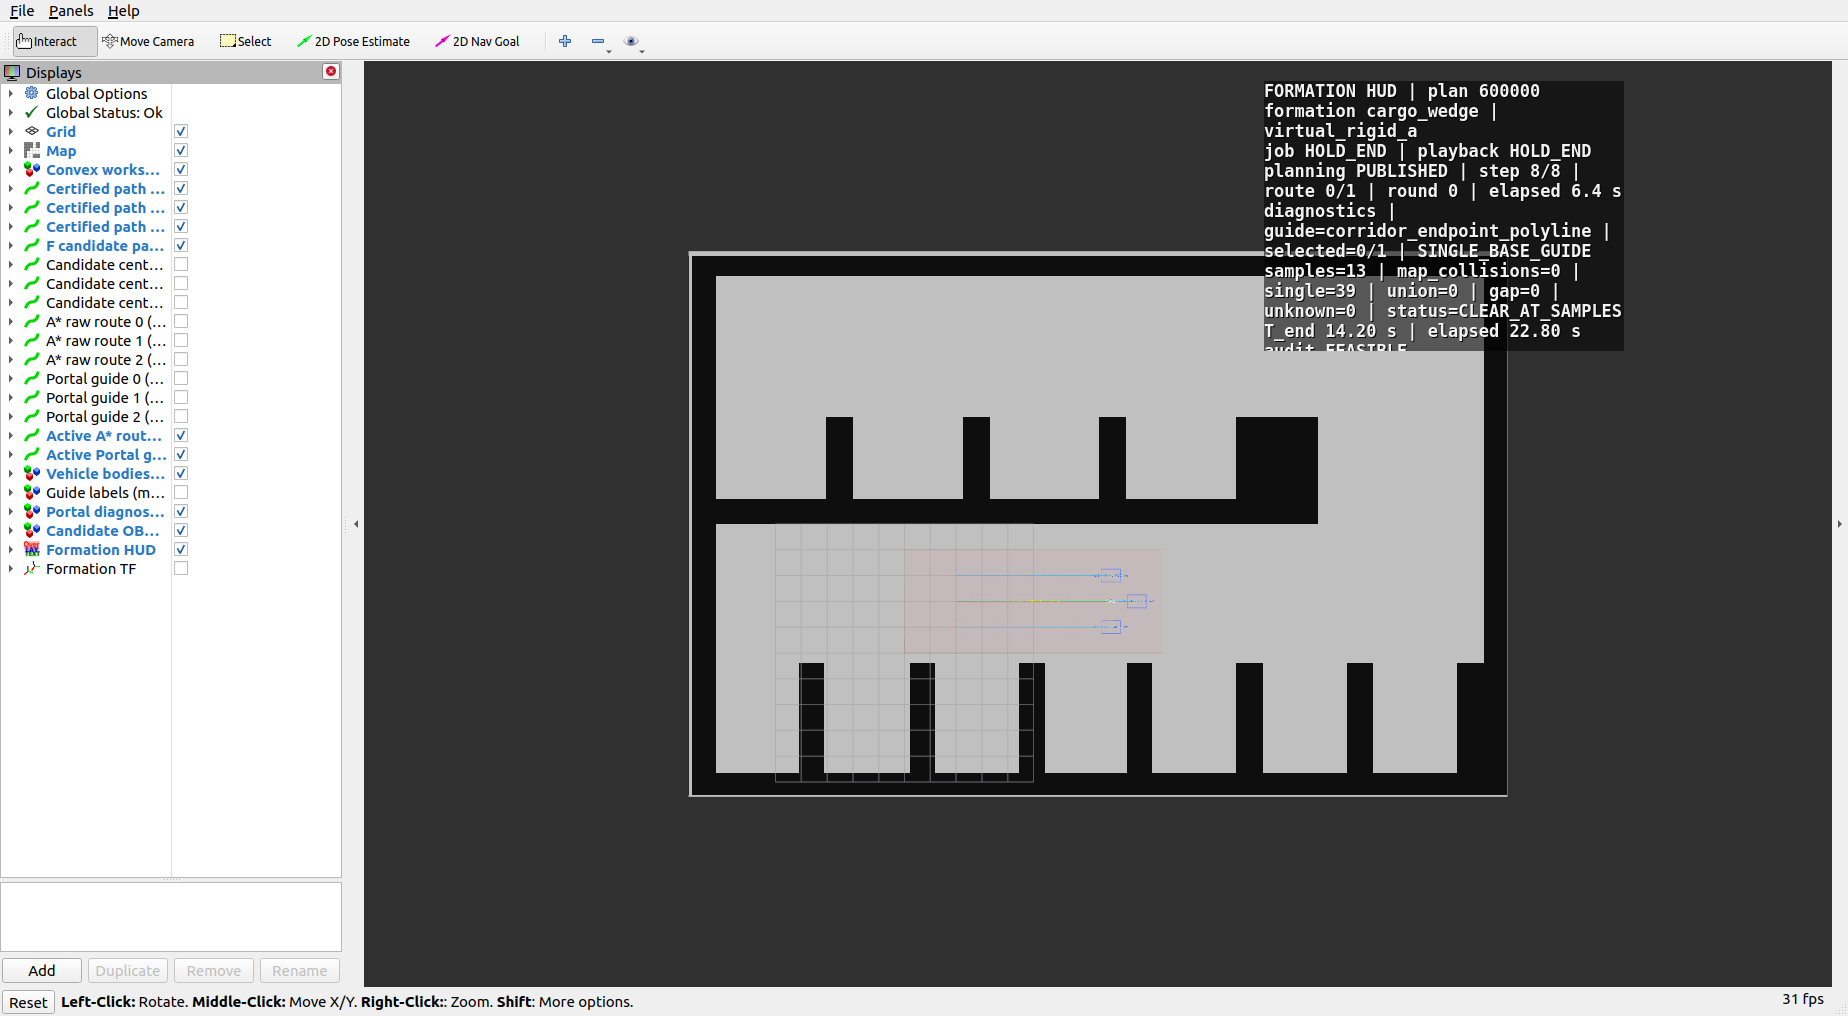 File Panels Help
Interact Move Camera Select 2D Pose Estimate 2D Nav Goal
Displays
Global Options
Global Status: Ok
Grid
Map
Convex works...
Certified path ...
Certified path ...
Certified path ...
F candidate pa...
Candidate cent...
Candidate cent...
Candidate cent...
A* raw route 0 (...
A* raw route 1 (...
A* raw route 2 (...
Portal guide 0 (...
Portal guide 1 (...
Portal guide 2 (...
Active A* rout...
Active Portal g...
Vehicle bodies...
Guide labels (m...
Portal diagnos...
Candidate OB...
Formation HUD
Formation TF
Add Duplicate Remove Rename
FORMATION HUD | plan 600000
formation cargo_wedge |
virtual_rigid_a
job HOLD_END | playback HOLD_END
planning PUBLISHED | step 8/8 |
route 0/1 | round 0 | elapsed 6.4 s
diagnostics |
guide=corridor_endpoint_polyline |
selected=0/1 | SINGLE_BASE_GUIDE
samples=13 | map_collisions=0 |
single=39 | union=0 | gap=0 |
unknown=0 | status=CLEAR_AT_SAMPLES
T_end 14.20 s | elapsed 22.80 s
audit FEASIBLE
Reset Left-Click: Rotate. Middle-Click: Move X/Y. Right-Click:: Zoom. Shift: More options. 31 fps